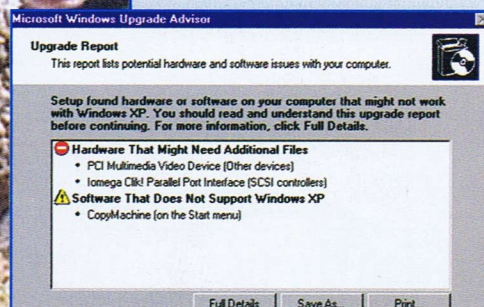 Microsoft Windows Upgrade Advisor
Upgrade Report
This report lists potential hardware and software issues with your computer.
Setup found hardware or software on your computer that might not work
with Windows XP. You should read and understand this upgrade report
before continuing. For more information, click Full Details.
Hardware That Might Need Additional Files
• PCI Multimedia Video Device (Other devices)
• Iomega Clik! Parallel Port Interface (SCSI controllers)
Software That Does Not Support Windows XP
• CopyMachine (on the Start menu)
Full Details
Save As...
Print...